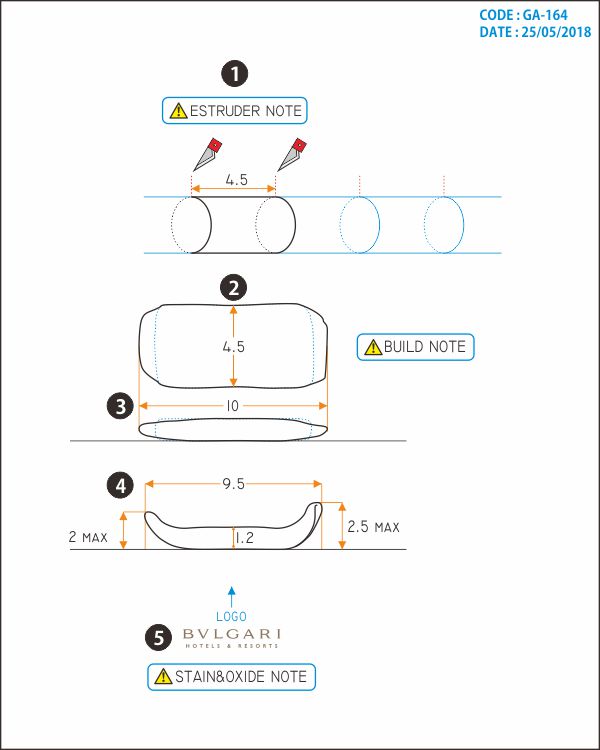 CODE : GA-164
DATE : 25/05/2018
1
ESTRUDER NOTE
4.5
2
4.5
BUILD NOTE
3
10
4
9.5
2 MAX
1.2
2.5 MAX
LOGO
5
BVLGARI
HOTELS & RESORTS
STAIN&OXIDE NOTE